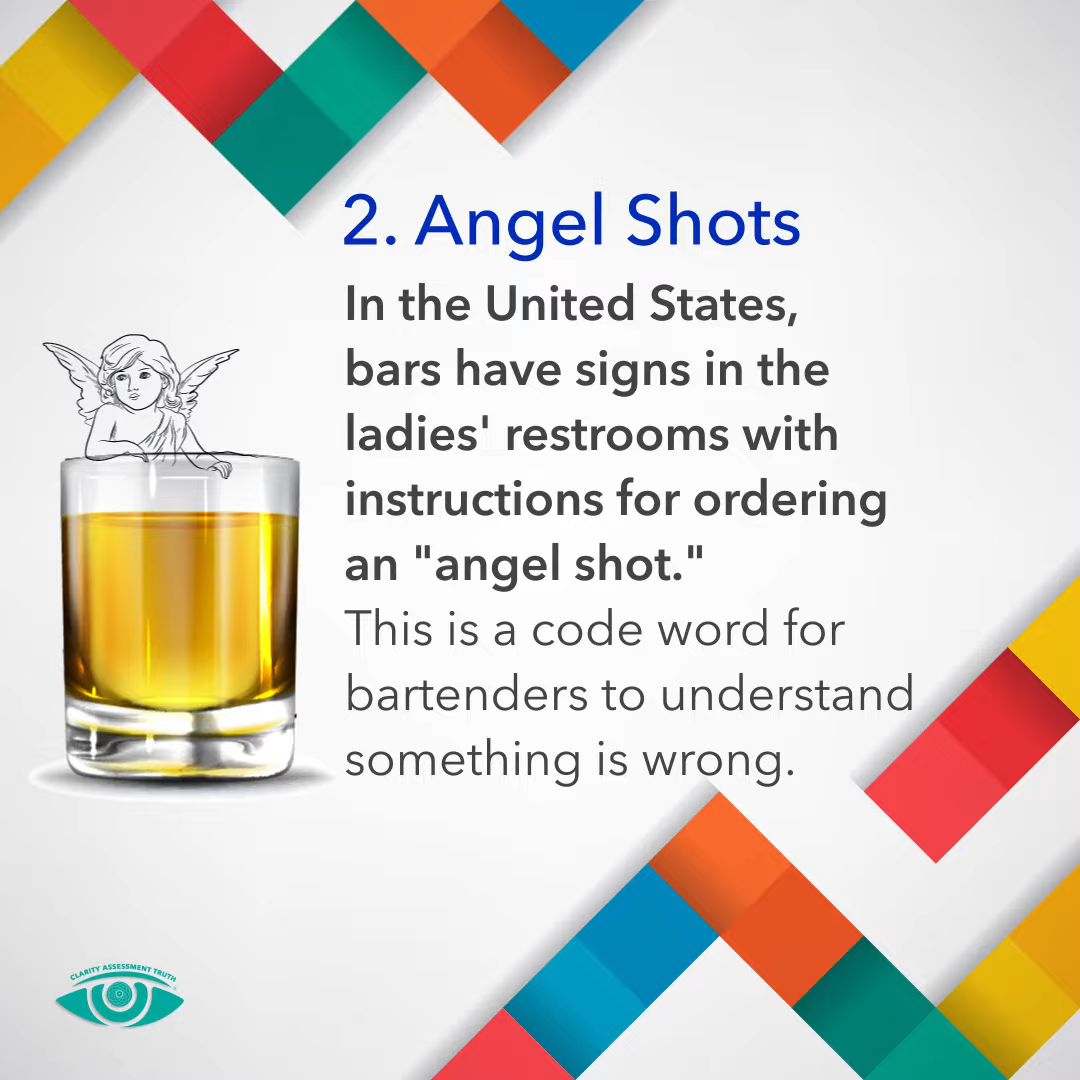 2. Angel Shots
In the United States,
bars have signs in the
ladies' restrooms with
instructions for ordering
an "angel shot."
This is a code word for
bartenders to understand
something is wrong.
CLARITY ASSESSMENT TRUTH